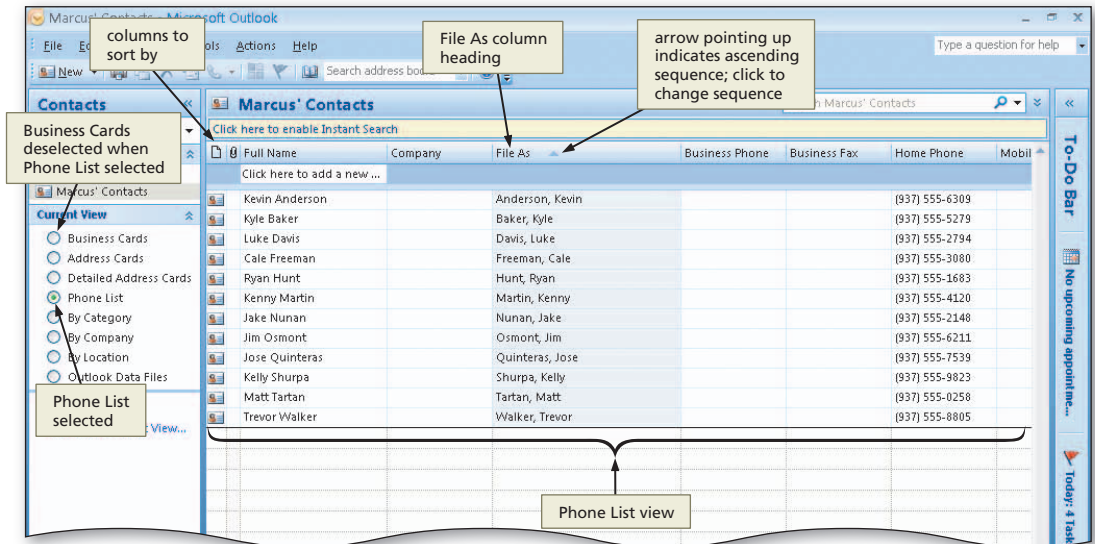 Marcus' Contacts - Microsoft Outlook
File
Actions Help
Type a question for help
New
Search address
columns to
sort by
File As column
heading
arrow pointing up
indicates ascending
sequence; click to
change sequence
Contacts
Marcus' Contacts
Marcus' Contacts
Business Cards
deselected when
Phone List selected
Click here to enable Instant Search
Full Name Company File As Business Phone Business Fax Home Phone
Click here to add a new ...
Marcus' Contacts
Current View
Business Cards
Address Cards
Detailed Address Cards
Phone List
By Category
By Company
By Location
Outlook Data Files
Phone List
selected
View...
Kevin Anderson Anderson, Kevin (937) 555-6309
Kyle Baker Baker, Kyle (937) 555-5279
Luke Davis Davis, Luke (937) 555-2794
Cale Freeman Freeman, Cale (937) 555-3080
Ryan Hunt Hunt, Ryan (937) 555-1683
Kenny Martin Martin, Kenny (937) 555-4120
Jake Nunan Nunan, Jake (937) 555-2148
Jim Osmont Osmont, Jim (937) 555-6211
Jose Quinteras Quinteras, Jose (937) 555-7539
Kelly Shurpa Shurpa, Kelly (937) 555-9823
Matt Tartan Tartan, Matt (937) 555-0258
Trevor Walker Walker, Trevor (937) 555-8805
Phone List view
To-Do Bar
No upcoming appointme...
Today: 4 Task